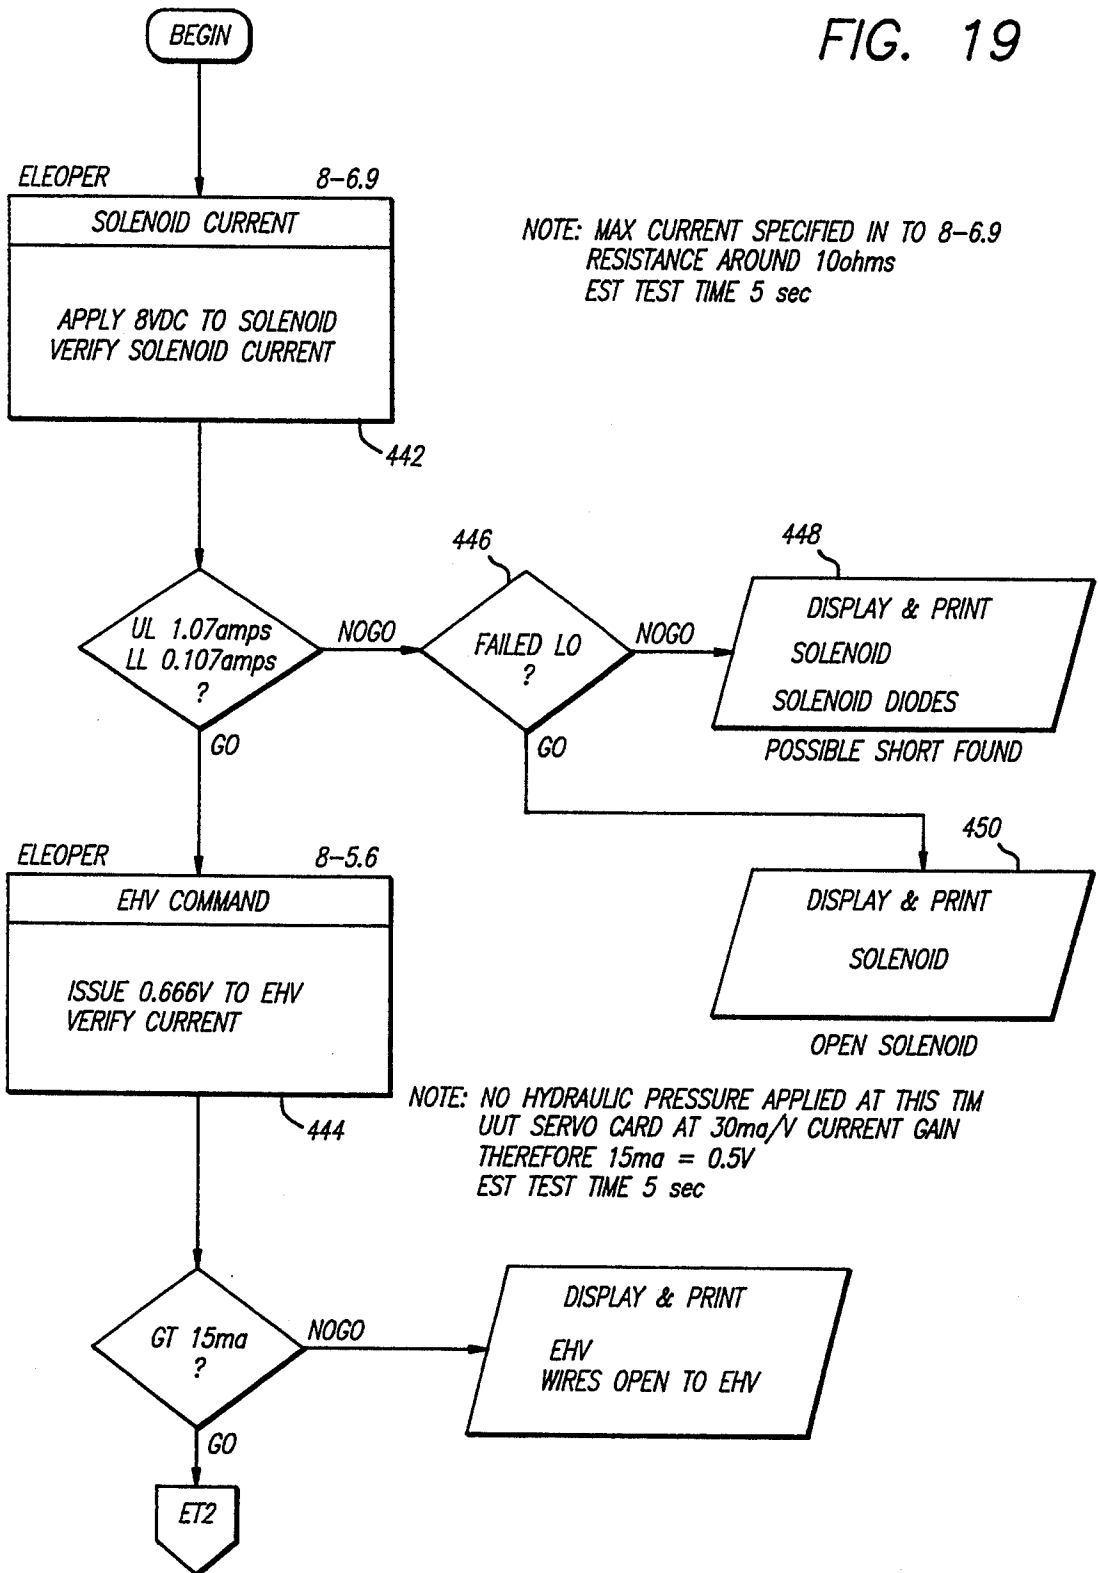 FIG. 19
BEGIN
ELEOPER 8-6.9
SOLENOID CURRENT
APPLY 8VDC TO SOLENOID
VERIFY SOLENOID CURRENT
442
NOTE: MAX CURRENT SPECIFIED IN TO 8-6.9
RESISTANCE AROUND 10ohms
EST TEST TIME 5 sec
UL 1.07amps
LL 0.107amps
?
NOGO
GO
446
FAILED LO
?
NOGO
GO
448
DISPLAY & PRINT
SOLENOID
SOLENOID DIODES
POSSIBLE SHORT FOUND
450
DISPLAY & PRINT
SOLENOID
OPEN SOLENOID
ELEOPER 8-5.6
EHV COMMAND
ISSUE 0.666V TO EHV
VERIFY CURRENT
444
NOTE: NO HYDRAULIC PRESSURE APPLIED AT THIS TIM
UUT SERVO CARD AT 30ma/V CURRENT GAIN
THEREFORE 15ma = 0.5V
EST TEST TIME 5 sec
GT 15ma
?
NOGO
GO
DISPLAY & PRINT
EHV
WIRES OPEN TO EHV
ET2